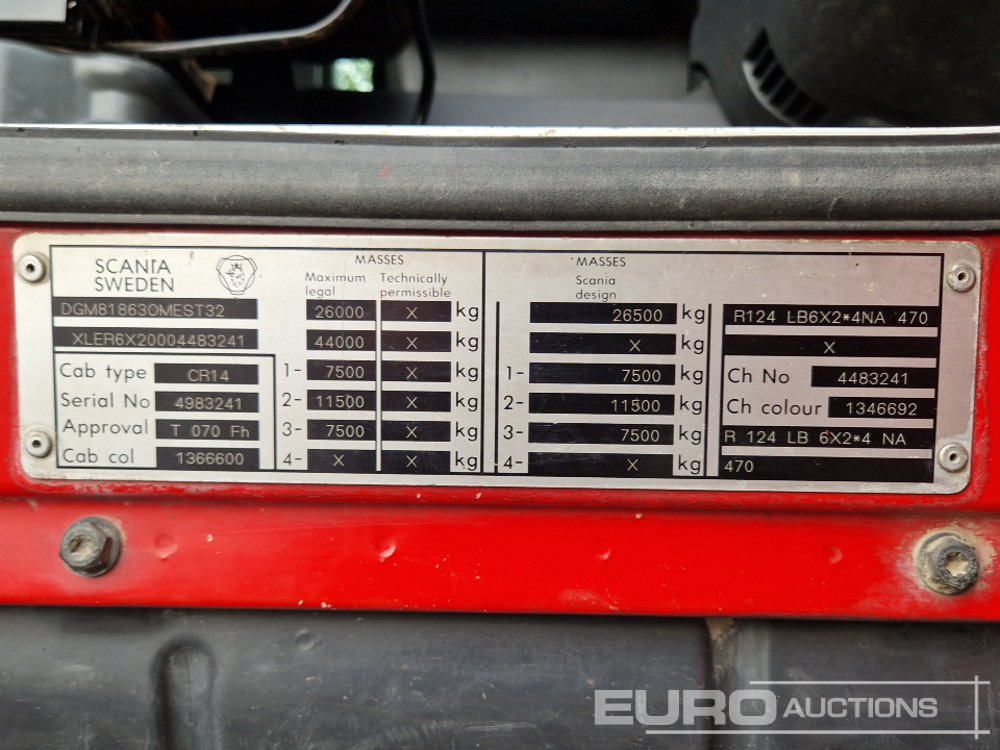 SCANIA
SWEDEN
DGM818630MEST32
XLER6X20004483241
Cab type CR14
Serial No 4983241
Approval T 070 Fh
Cab col 1366600
MASSES
Maximum legal Technically permissible
26000 X kg
44000 X kg
1- 7500 X kg
2- 11500 X kg
3- 7500 X kg
4- X X kg
MASSES
Scania
design
26500 kg
X kg
1- 7500 kg
2- 11500 kg
3- 7500 kg
4- X kg
R124 LB6X2*4NA 470
X
Ch No 4483241
Ch colour 1346692
R 124 LB 6X2*4 NA
470
EURO AUCTIONS